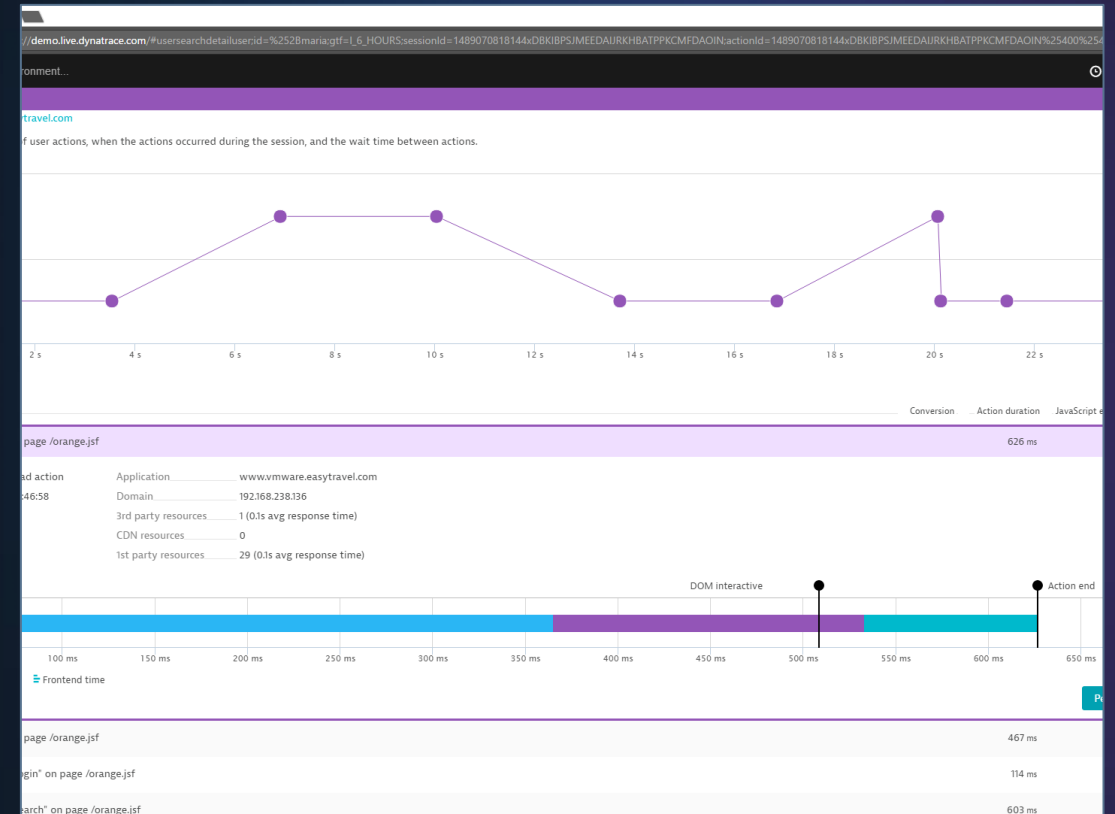 //demo.live.dynatrace.com/#usersearchdetailuser;id=%252Bmaria;gtf=l_6_HOURS;sessionId=1489070818144xDBKIBPSJMEEDAIJRKHBATPPKCMFDAOIN;actionId=1489070818144xDBKIBPSJMEEDAIJRKHBATPPKCMFDAOIN%25400%254
ronment...
ytravel.com
f user actions, when the actions occurred during the session, and the wait time between actions.
2 s 4 s 6 s 8 s 10 s 12 s 14 s 16 s 18 s 20 s 22 s
Conversion Action duration JavaScript e
page /orange.jsf 626 ms
ad action Application www.vmware.easytravel.com
:46:58 Domain 192.168.238.136
3rd party resources 1 (0.1s avg response time)
CDN resources 0
1st party resources 29 (0.1s avg response time)
DOM interactive Action end
100 ms 150 ms 200 ms 250 ms 300 ms 350 ms 400 ms 450 ms 500 ms 550 ms 600 ms 650 ms
Frontend time
Pe
page /orange.jsf 467 ms
ogin" on page /orange.jsf 114 ms
earch" on page /orange.jsf 603 ms